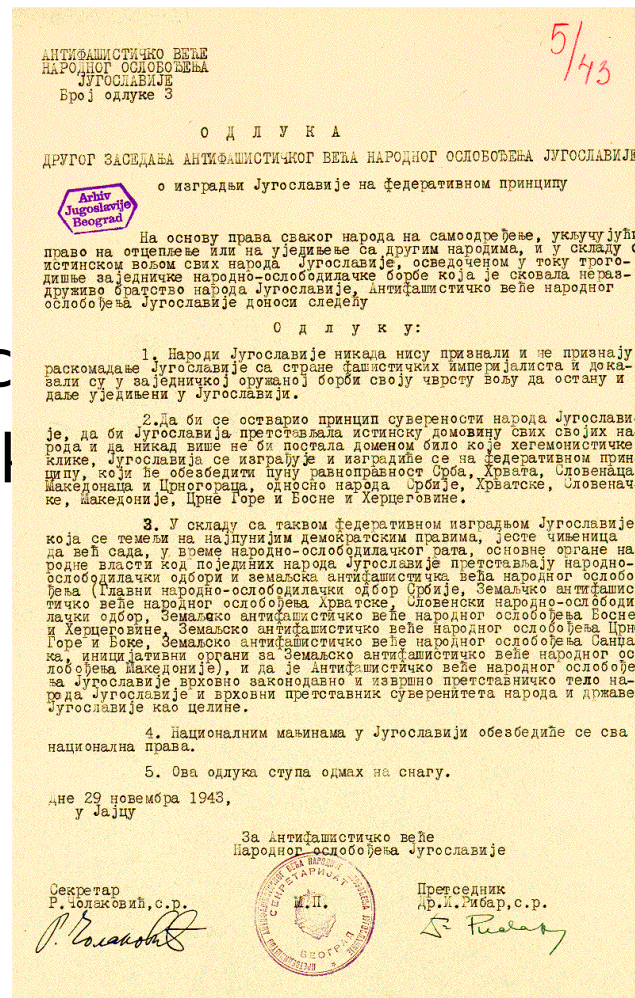 5/43
АНТИФАШИСТИЧКО ВЕЋЕ
НАРОДНОГ ОСЛОБОЂЕЊА
ЈУГОСЛАВИЈЕ
Број одлуке 3
О Д Л У К А
ДРУГОГ ЗАСЕДАЊА АНТИФАШИСТИЧКОГ ВЕЋА НАРОДНОГ ОСЛОБОЂЕЊА ЈУГОСЛАВИЈЕ
о изградњи Југославије на федеративном принципу
Arhiv
Jugoslavije
Beograd
На основу права сваког народа на самоодређење, укључујући
право на отцепљење или на уједињење са другим народима, и у складу с
истинском вољом свих народа Југославије, осведоченом у току трого-
дишње заједничке народно-ослободилачке борбе која је сковала нераз-
друживо братство народа Југославије, Антифашистичко веће народног
ослобођења Југославије доноси следећу
О д л у к у:
1. Народи Југославије никада нису признали и не признају
раскомадање Југославије са стране фашистичких империјалиста и дока-
зали су у заједничкој оружаној борби своју чврсту вољу да остану и
даље уједињени у Југославији.
2.Да би се остварио принцип суверености народа Југослави-
је, да би Југославија претстављала истинску домовину свих својих на-
рода и да никад више не би постала доменом било које хегемонистичке
клике, Југославија се изграђује и изградиће се на федеративном прин-
ципу, који ће обезбедити пуну равноправност Срба, Хрвата, Словенаца,
Македонаца и Црногораца, односно народа Србије, Хрватске, Словенач-
ке, Македоније, Црне Горе и Босне и Херцеговине.
3. У складу са таквом федеративном изградњом Југославије,
која се темељи на најпунијим демократским правима, јесте чињеница
да већ сада, у време народно-ослободилачког рата, основне органе на-
родне власти код појединих народа Југославије претстављају народно-
ослободилачки одбори и земаљска антифашистичка већа народног ослобо-
ђења (Главни народно-ослободилачки одбор Србије, Земаљско антифашис-
тичко веће народног ослобођења Хрватске, Словенски народно-ослободи-
лачки одбор, Земаљско антифашистичко веће народног ослобођења Босне
и Херцеговине, Земаљско антифашистичко веће народног ослобођења Црне
Горе и Боке, Земаљско антифашистичко веће народног ослобођења Санџа-
ка, иницијативни органи за Земаљско антифашистичко веће народног ос-
лобођења Македоније), и да је Антифашистичко веће народног ослобође-
ња Југославије врховно законодавно и извршно претставничко тело на-
рода Југославије и врховни претставник суверенитета народа и државе
Југославије као целине.
4. Националним мањинама у Југославији обезбедиће се сва
национална права.
5. Ова одлука ступа одмах на снагу.
Дне 29 новембра 1943,
у Јајцу
За Антифашистичко веће
Народног ослобођења Југославије
Секретар
Р.Чолаковић,с.р.
М.П.
Претседник
Др.И.Рибар,с.р.
СЕКРЕТАРИЈАТ
БЕОГРАД
Р. Чолаковић